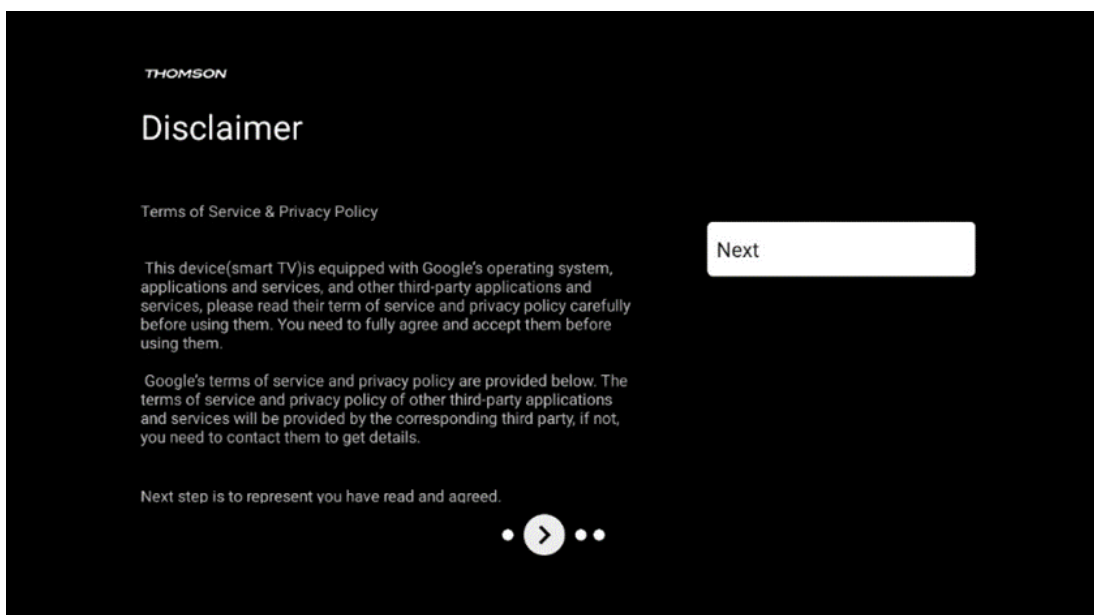 THOMSON
Disclaimer
Terms of Service & Privacy Policy
This device(smart TV)is equipped with Google's operating system,
applications and services, and other third-party applications and
services, please read their term of service and privacy policy carefully
before using them. You need to fully agree and accept them before
using them.
Google's terms of service and privacy policy are provided below. The
terms of service and privacy policy of other third-party applications
and services will be provided by the corresponding third party, if not,
you need to contact them to get details.
Next step is to represent you have read and agreed.
Next